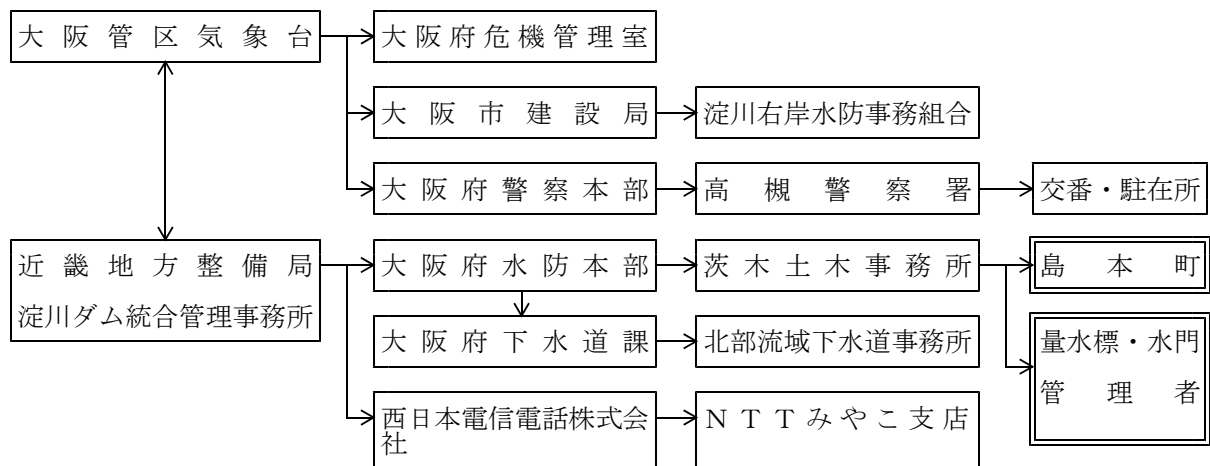 大阪管区気象台
大阪府危機管理室
大阪市建設局
淀川右岸水防事務組合
大阪府警察本部
高槻警察署
交番・駐在所
近畿地方整備局
淀川ダム統合管理事務所
大阪府水防本部
茨木土木事務所
島本町
大阪府下水道課
北部流域下水道事務所
量水標・水門
管理者
西日本電信電話株式会
社
NTTみやこ支店